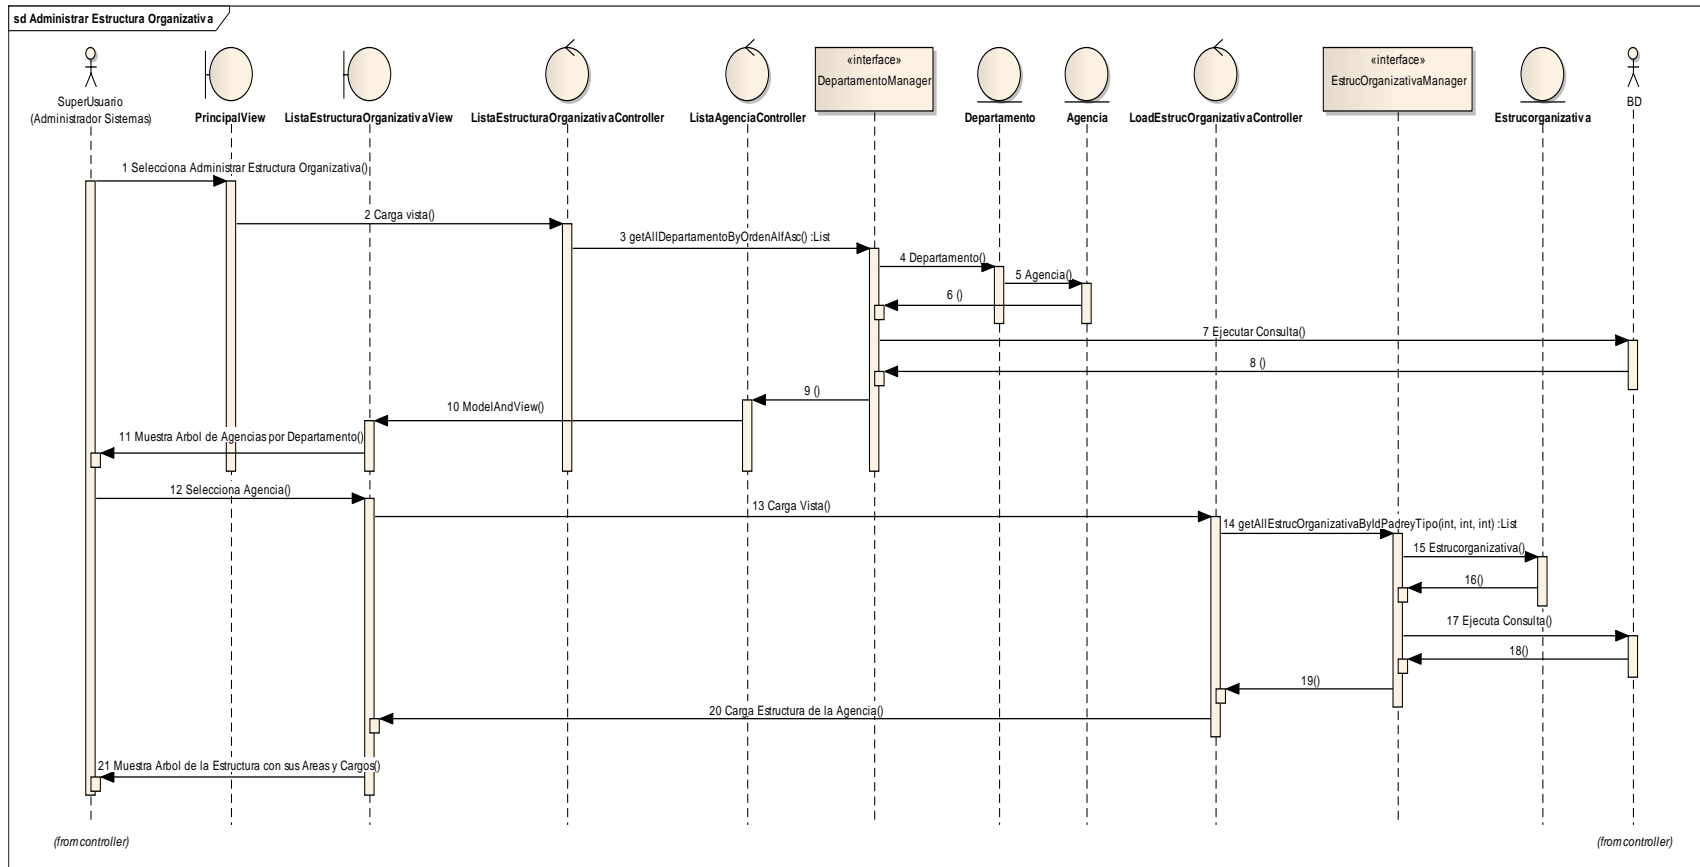 sd Administrar Estructura Organizativa
SuperUsuario
(Administrador Sistemas)
PrincipalView
ListaEstructuraOrganizativaView
ListaEstructuraOrganizativaController
ListaAgenciaController
«interface»
DepartamentoManager
Departamento
Agencia
LoadEstrucOrganizativaController
«interface»
EstrucOrganizativaManager
Estrucorganizativa
BD
1 Selecciona Administrar Estructura Organizativa()
2 Carga vista()
3 getAllDepartamentoByOrdenAlfAsc() :List
4 Departamento()
5 Agencia()
6 ()
7 Ejecutar Consulta()
8 ()
9 ()
10 ModelAndView()
11 Muestra Arbol de Agencias por Departamento()
12 Selecciona Agencia()
13 Carga Vista()
14 getAllEstrucOrganizativaByIdPadreyTipo(int, int, int) :List
15 Estrucorganizativa()
16()
17 Ejecuta Consulta()
18()
19()
20 Carga Estructura de la Agencia()
21 Muestra Arbol de la Estructura con sus Areas y Cargos()
(from controller)
(from controller)